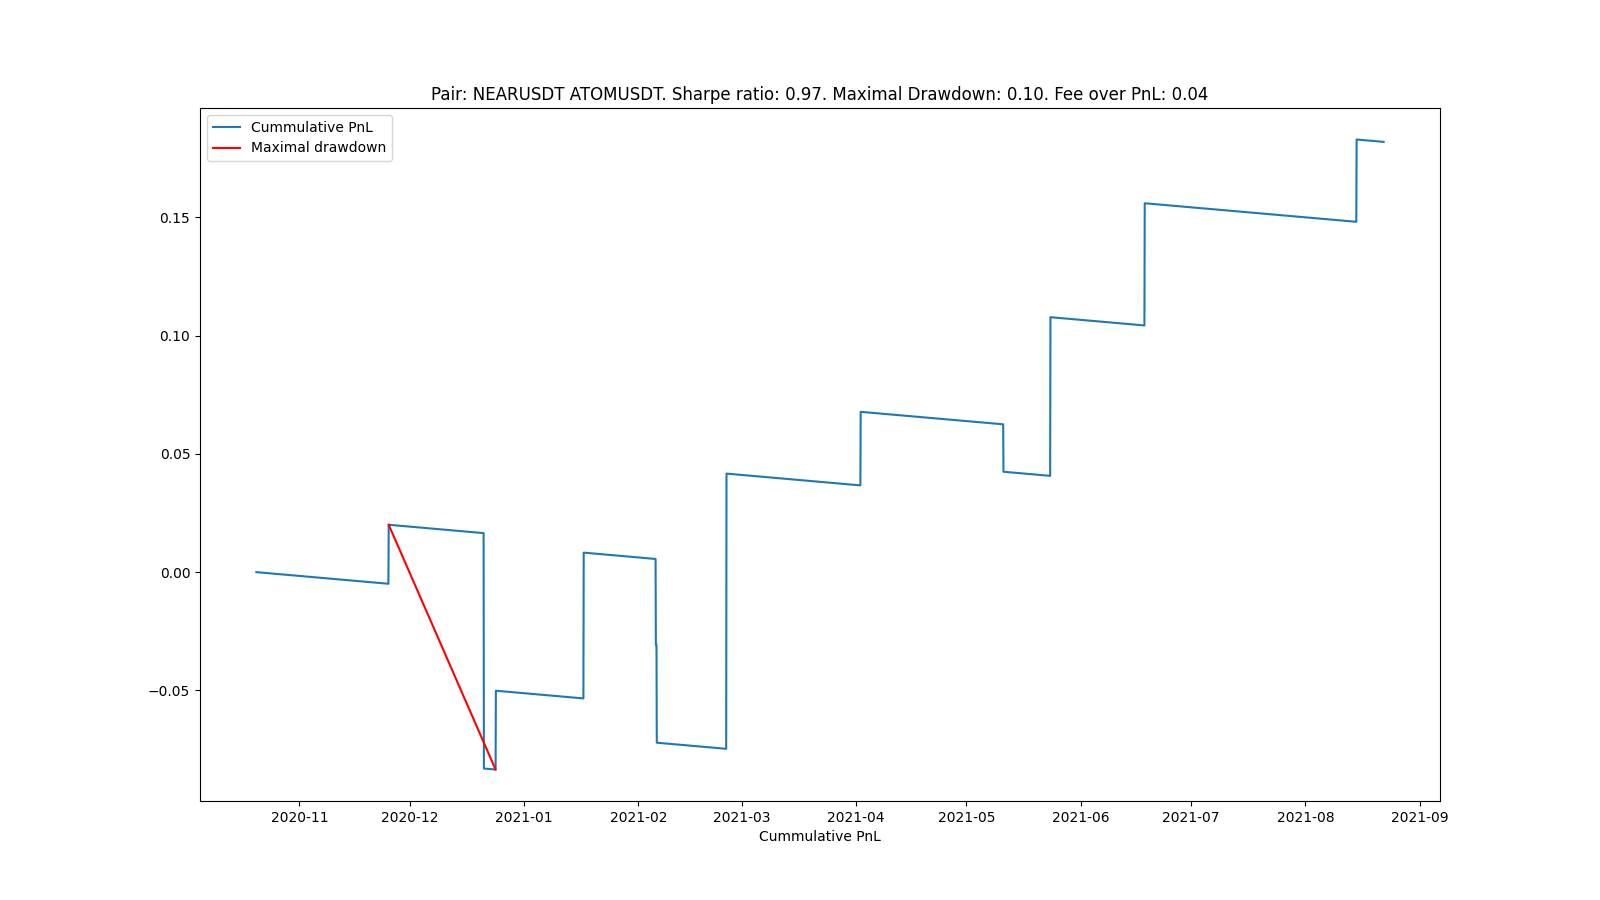 Pair: NEARUSDT ATOMUSDT. Sharpe ratio: 0.97. Maximal Drawdown: 0.10. Fee over PnL: 0.04
Cummulative PnL
Maximal drawdown
0.15
0.10
0.05
0.00
−0.05
2020-11 2020-12 2021-01 2021-02 2021-03 2021-04 2021-05 2021-06 2021-07 2021-08 2021-09
Cummulative PnL